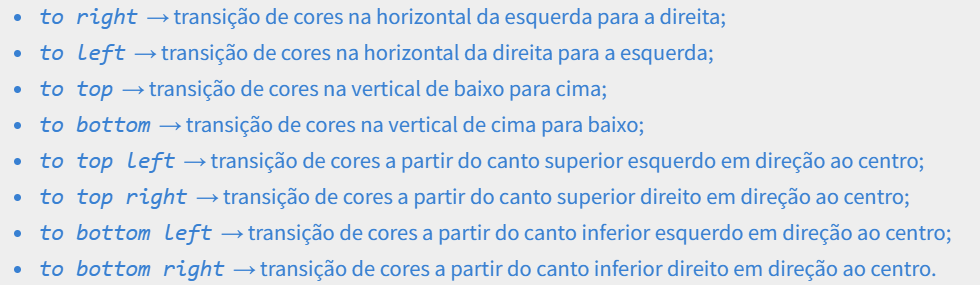 • to right → transição de cores na horizontal da esquerda para a direita;
• to left → transição de cores na horizontal da direita para a esquerda;
• to top → transição de cores na vertical de baixo para cima;
• to bottom → transição de cores na vertical de cima para baixo;
• to top left → transição de cores a partir do canto superior esquerdo em direção ao centro;
• to top right → transição de cores a partir do canto superior direito em direção ao centro;
• to bottom left → transição de cores a partir do canto inferior esquerdo em direção ao centro;
• to bottom right → transição de cores a partir do canto inferior direito em direção ao centro.